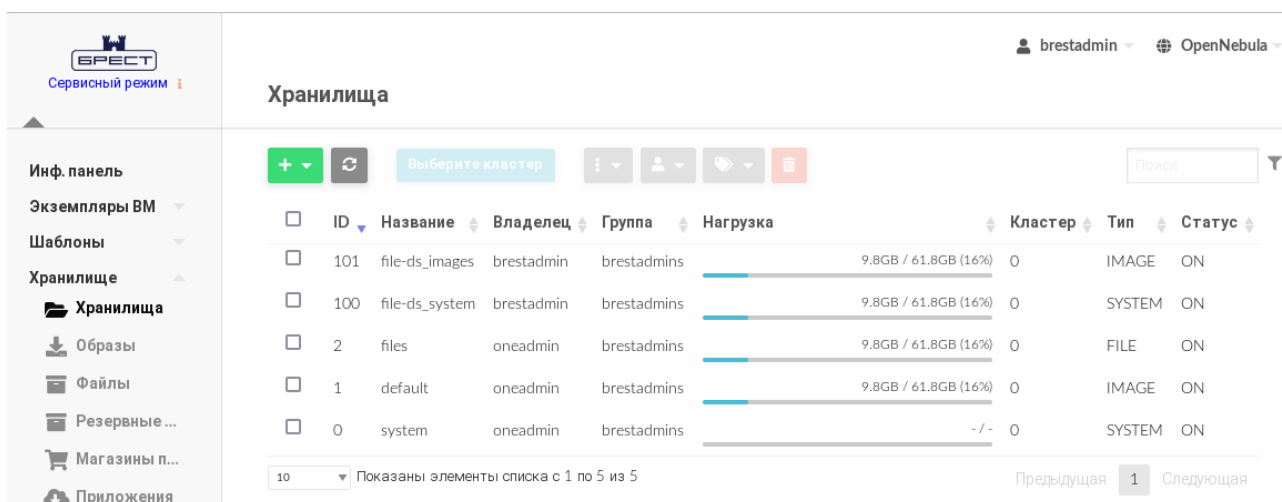 БРЕСТ
Сервисный режим i
brestadmin OpenNebula
Хранилища
Инф. панель
Экземпляры ВМ
Шаблоны
Хранилище
Хранилища
Образы
Файлы
Резервные ...
Магазины п...
Приложения
Выберите кластер
Поиск
ID Название Владелец Группа Нагрузка Кластер Тип Статус
101 file-ds_images brestadmin brestadmins 9.8GB / 61.8GB (16%) 0 IMAGE ON
100 file-ds_system brestadmin brestadmins 9.8GB / 61.8GB (16%) 0 SYSTEM ON
2 files oneadmin brestadmins 9.8GB / 61.8GB (16%) 0 FILE ON
1 default oneadmin brestadmins 9.8GB / 61.8GB (16%) 0 IMAGE ON
0 system oneadmin brestadmins - / - 0 SYSTEM ON
10 Показаны элементы списка с 1 по 5 из 5
Предыдущая 1 Следующая